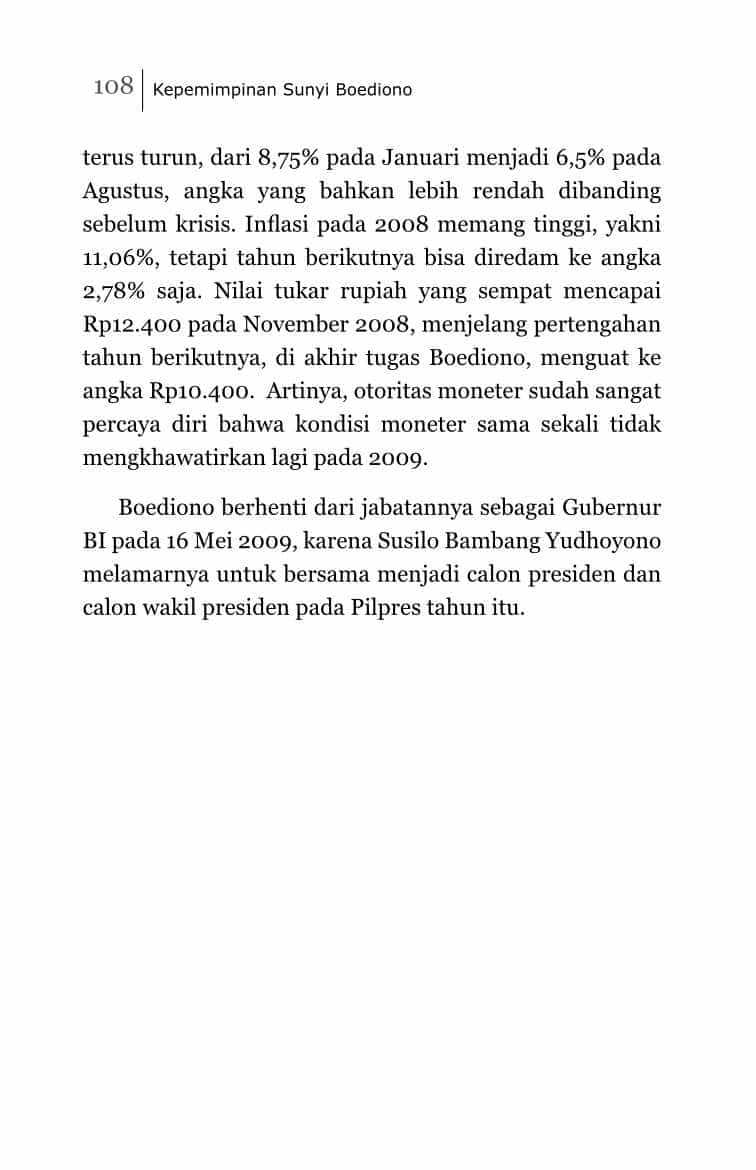 108 Kepemimpinan Sunyi Boediono
terus turun, dari 8,75% pada Januari menjadi 6,5% pada
Agustus, angka yang bahkan lebih rendah dibanding
sebelum krisis. Inflasi pada 2008 memang tinggi, yakni
11,06%, tetapi tahun berikutnya bisa diredam ke angka
2,78% saja. Nilai tukar rupiah yang sempat mencapai
Rp12.400 pada November 2008, menjelang pertengahan
tahun berikutnya, di akhir tugas Boediono, menguat ke
angka Rp10.400. Artinya, otoritas moneter sudah sangat
percaya diri bahwa kondisi moneter sama sekali tidak
mengkhawatirkan lagi pada 2009.
Boediono berhenti dari jabatannya sebagai Gubernur
BI pada 16 Mei 2009, karena Susilo Bambang Yudhoyono
melamarnya untuk bersama menjadi calon presiden dan
calon wakil presiden pada Pilpres tahun itu.